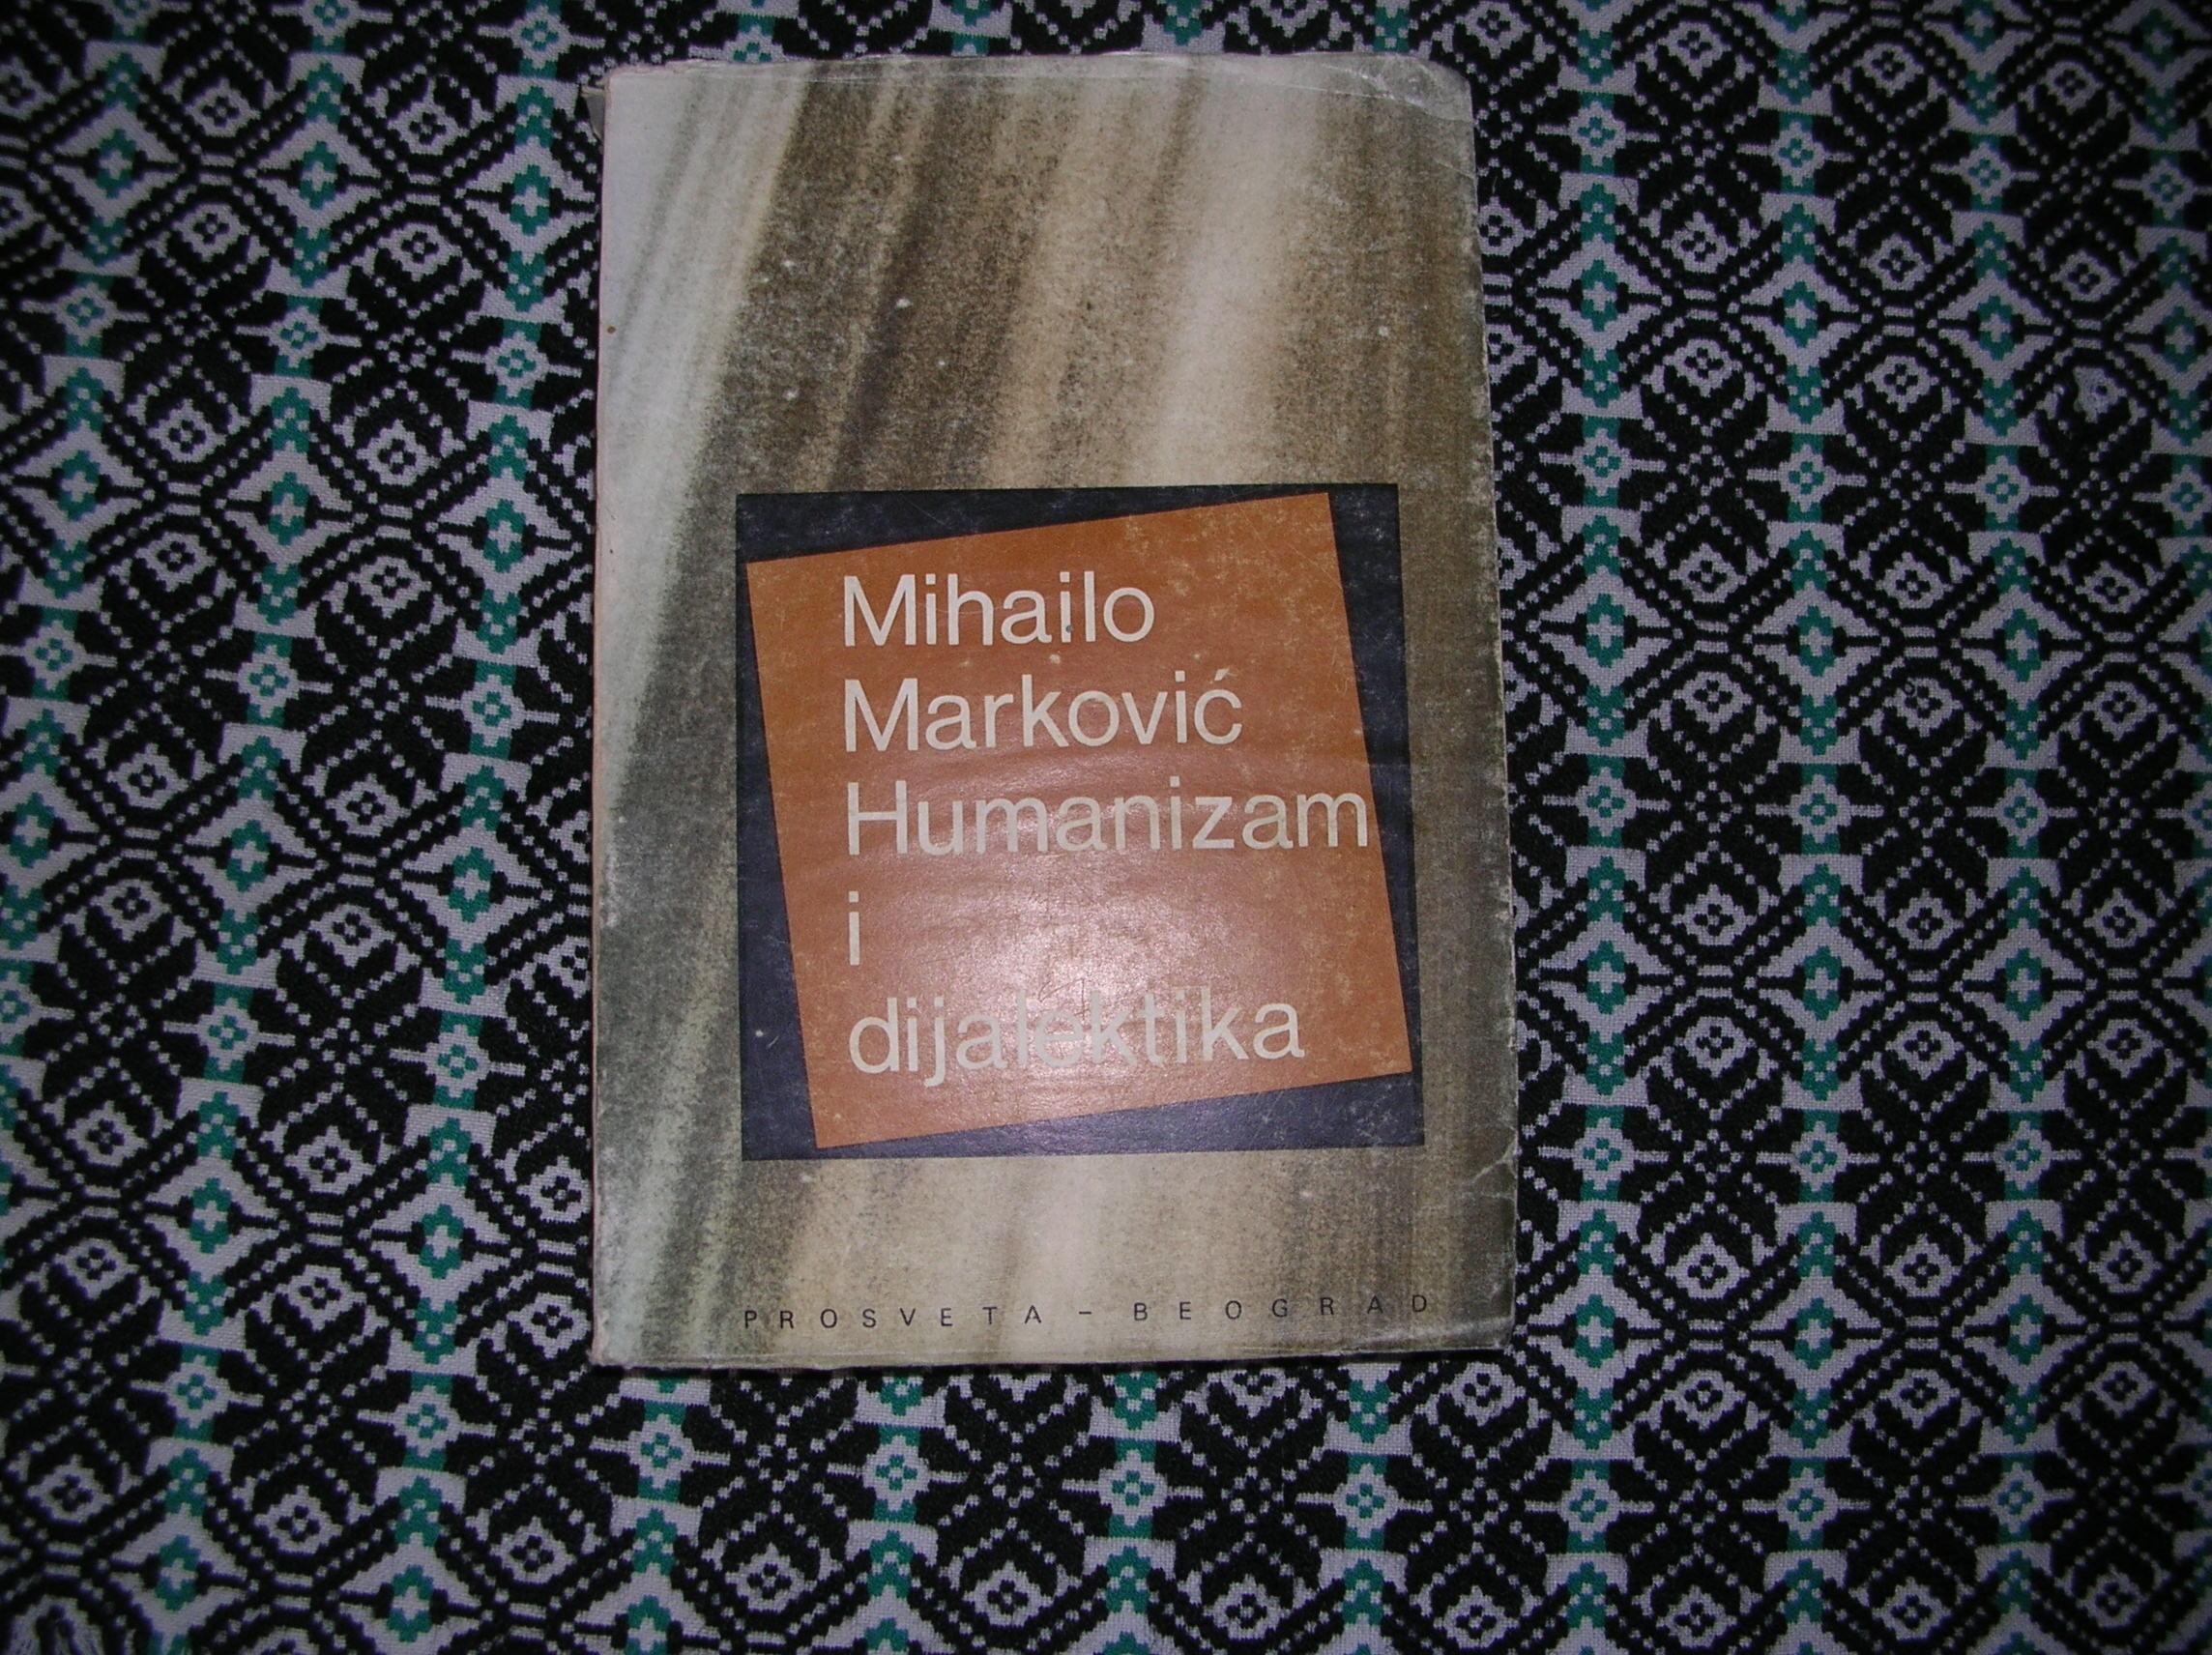 Mihailo
Marković
Humanizam
i
dijalektika
PROSVETA - BEOGRAD